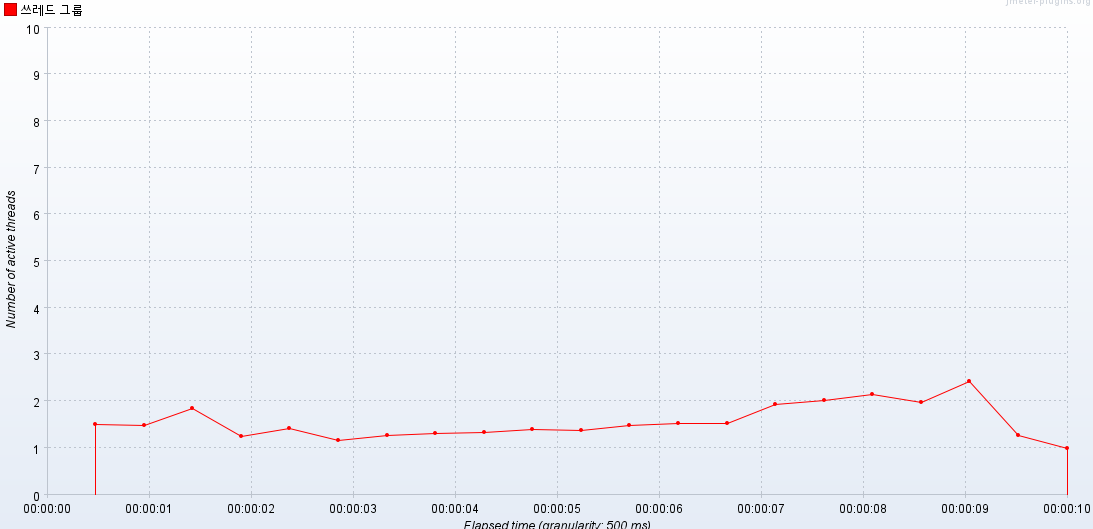 쓰레드 그룹
jmeter-plugins.org
10
9
8
7
6
5
4
3
2
1
0
Number of active threads
00:00:00 00:00:01 00:00:02 00:00:03 00:00:04 00:00:05 00:00:06 00:00:07 00:00:08 00:00:09 00:00:10
Elapsed time (granularity: 500 ms)